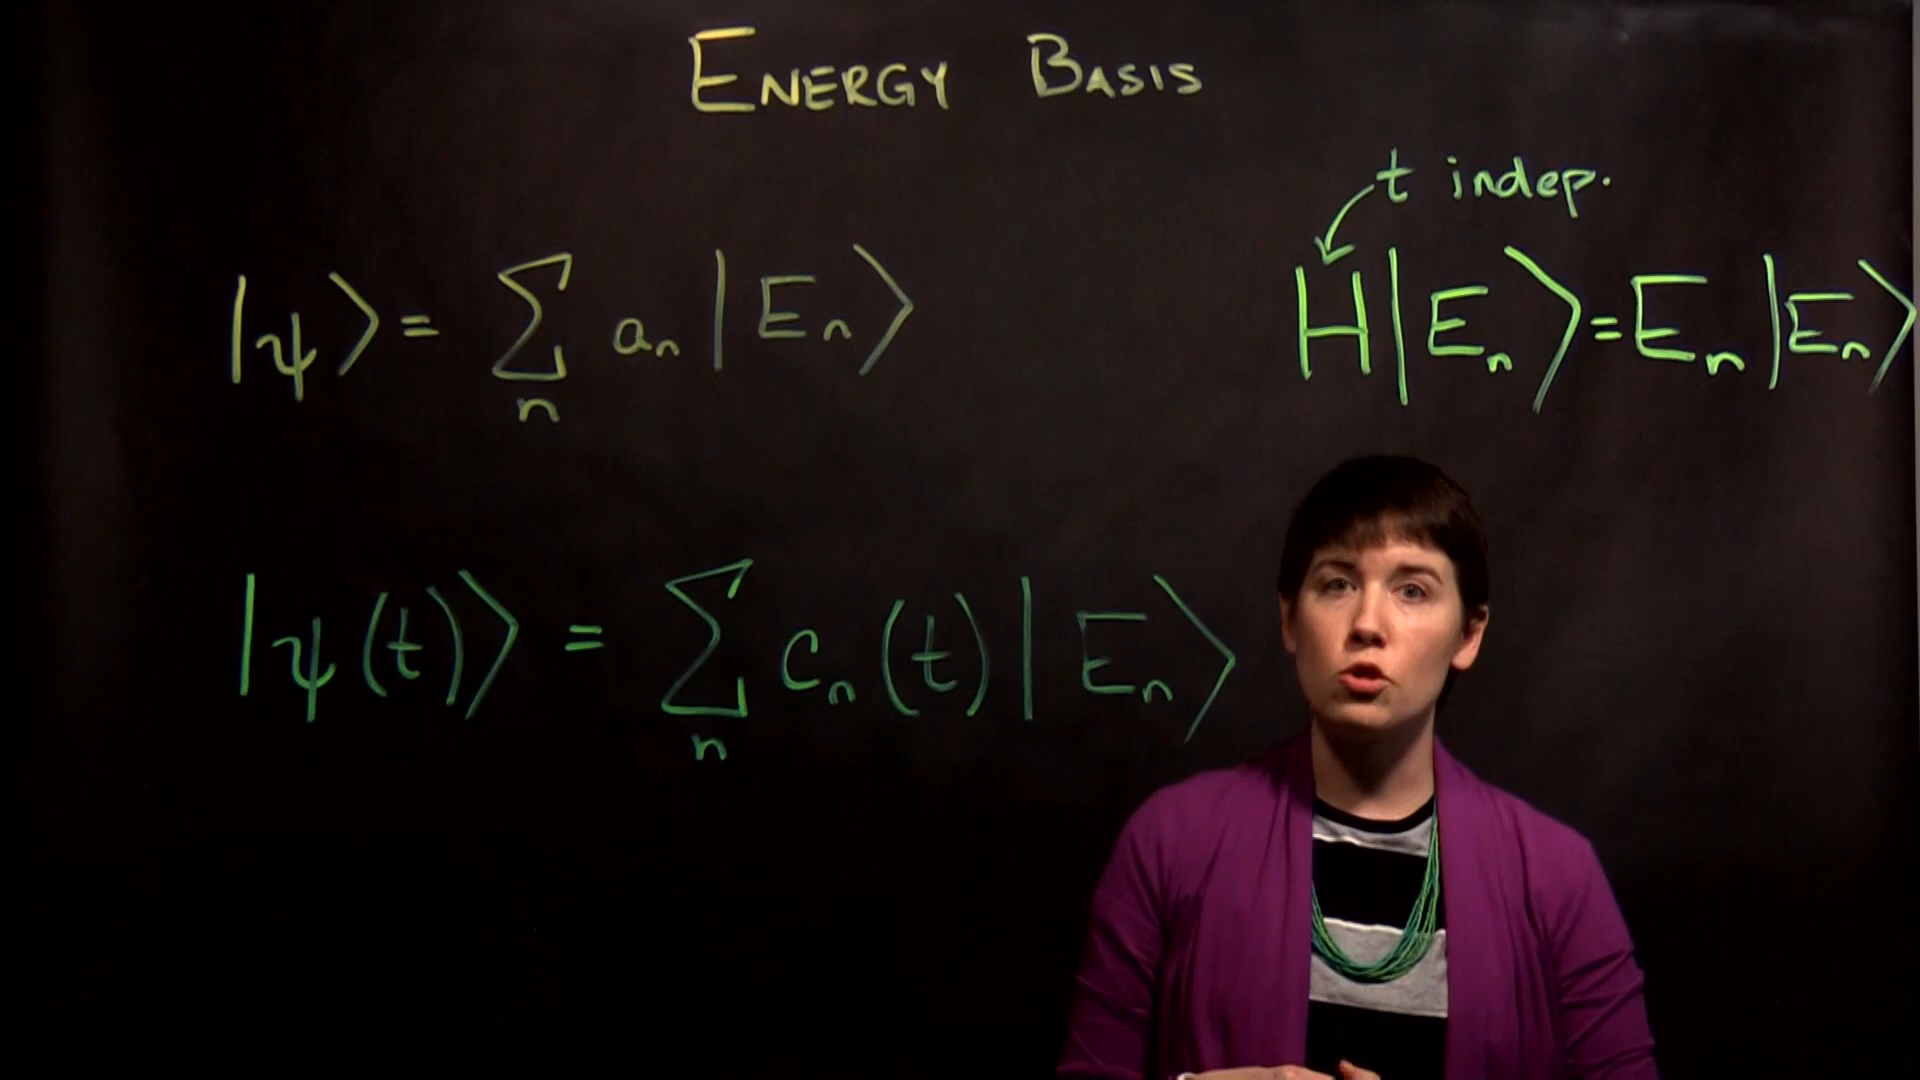 ENERGY BASIS
t indep.
|ψ⟩ = ∑ₙ aₙ |Eₙ⟩
H|Eₙ⟩ = Eₙ|Eₙ⟩
|ψ(t)⟩ = ∑ₙ cₙ(t)|Eₙ⟩